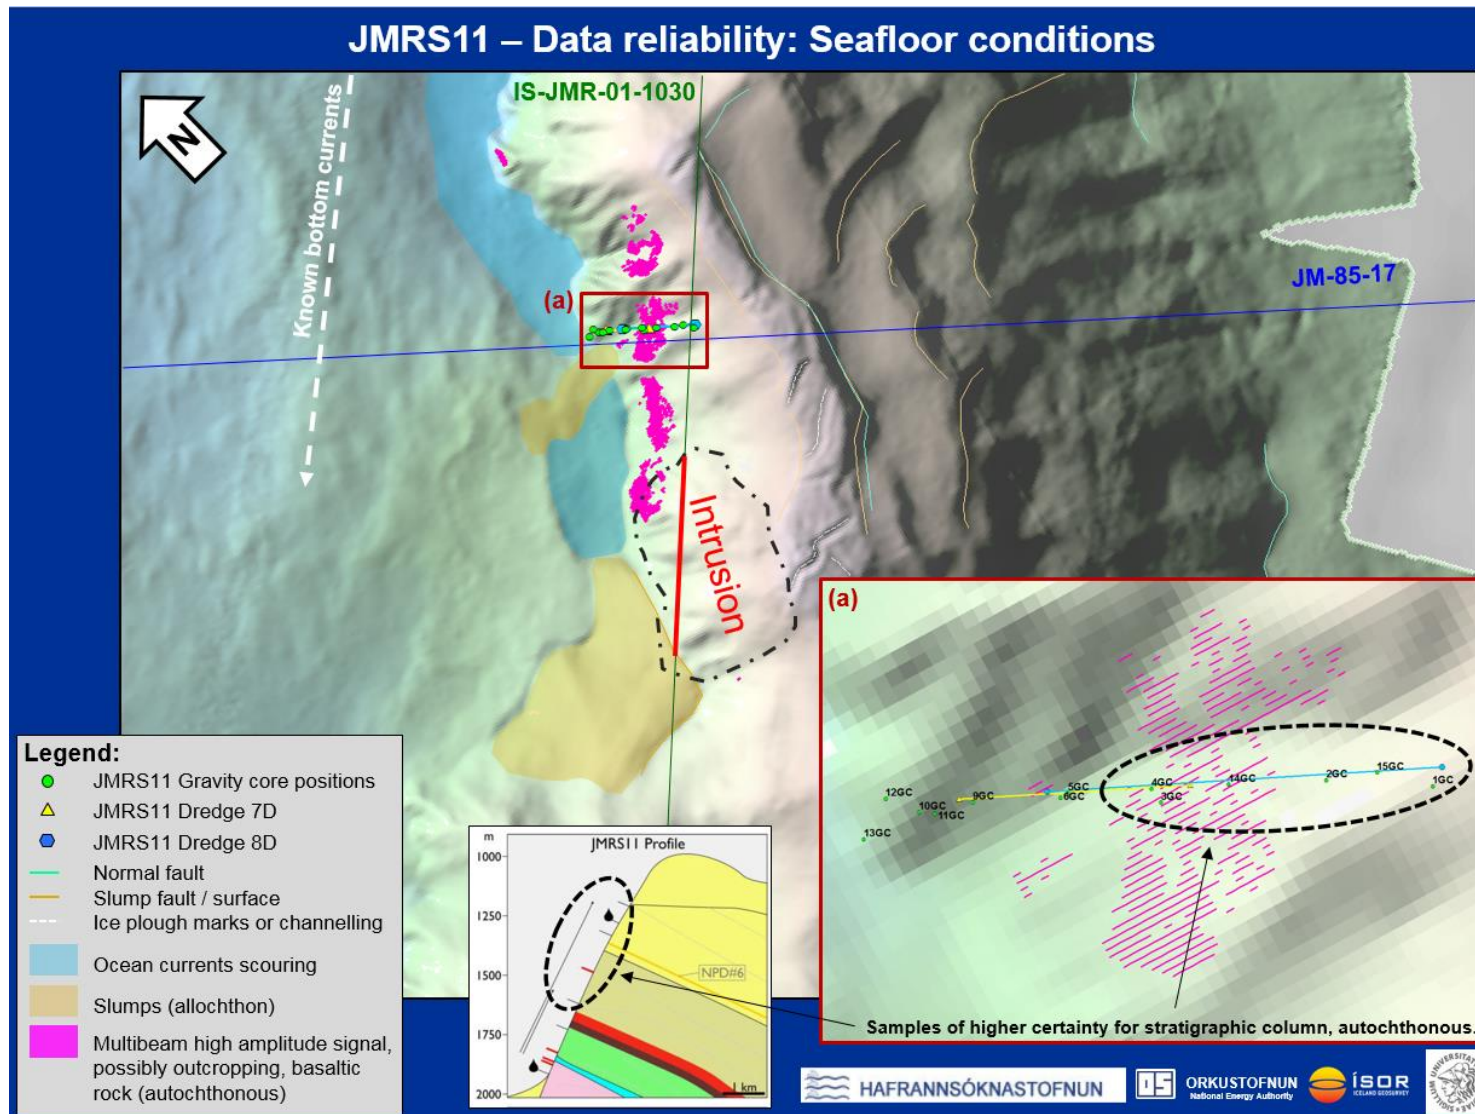 JMRS11 – Data reliability: Seafloor conditions
IS-JMR-01-1030
N
Known bottom currents
(a)
JM-85-17
Intrusion
(a)
12GC
10GC
11GC
13GC
9GC
5GC
6GC
4GC
3GC
14GC
2GC
15GC
1GC
Legend:
JMRS11 Gravity core positions
JMRS11 Dredge 7D
JMRS11 Dredge 8D
Normal fault
Slump fault / surface
Ice plough marks or channelling
Ocean currents scouring
Slumps (allochthon)
Multibeam high amplitude signal,
possibly outcropping, basaltic
rock (autochthonous)
m
JMRS11 Profile
1000
1250
1500
1750
2000
NPD#6
1 km
Samples of higher certainty for stratigraphic column, autochthonous.
HAFRANNSÓKNASTOFNUN
OS
ORKUSTOFNUN
National Energy Authority
ÍSOR
ICELAND GEOSURVEY